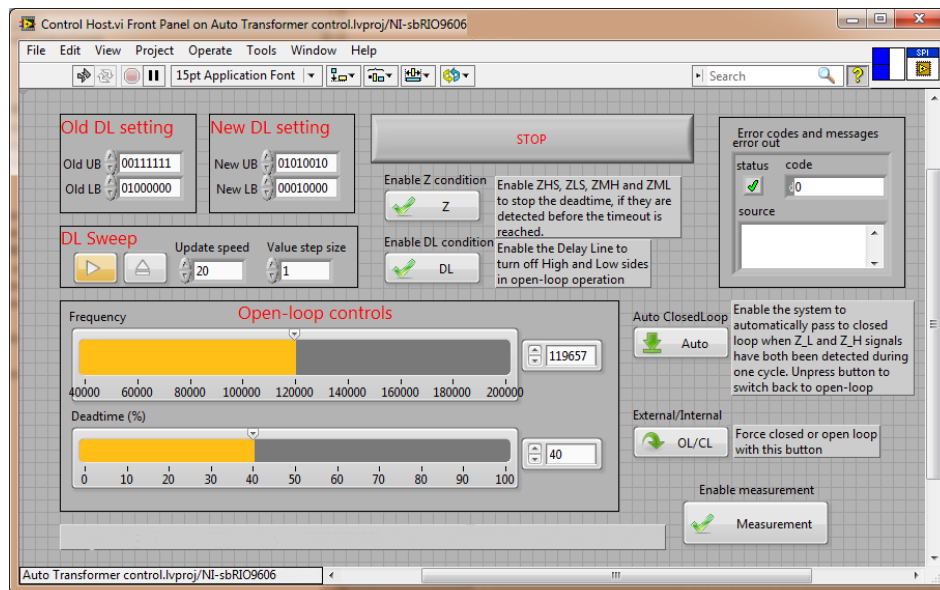 Control Host.vi Front Panel on Auto Transformer control.lvproj/NI-sbRIO9606
File Edit View Project Operate Tools Window Help
15pt Application Font
Search
?
SPI
Old DL setting
Old UB 00111111
Old LB 01000000
New DL setting
New UB 01010010
New LB 00010000
STOP
Error codes and messages
error out
status code
0
source
Enable Z condition
Z
Enable ZHS, ZLS, ZMH and ZML
to stop the deadtime, if they are
detected before the timeout is
reached.
DL Sweep
Update speed
20
Value step size
1
Enable DL condition
DL
Enable the Delay Line to
turn off High and Low sides
in open-loop operation
Open-loop controls
Frequency
119657
40000 60000 80000 100000 120000 140000 160000 180000 200000
Deadtime (%)
40
0 10 20 30 40 50 60 70 80 90 100
Auto ClosedLoop
Auto
Enable the system to
automatically pass to closed
loop when Z_L and Z_H signals
have both been detected during
one cycle. Unpress button to
switch back to open-loop
External/Internal
OL/CL
Force closed or open loop
with this button
Enable measurement
Measurement
Auto Transformer control.lvproj/NI-sbRIO9606